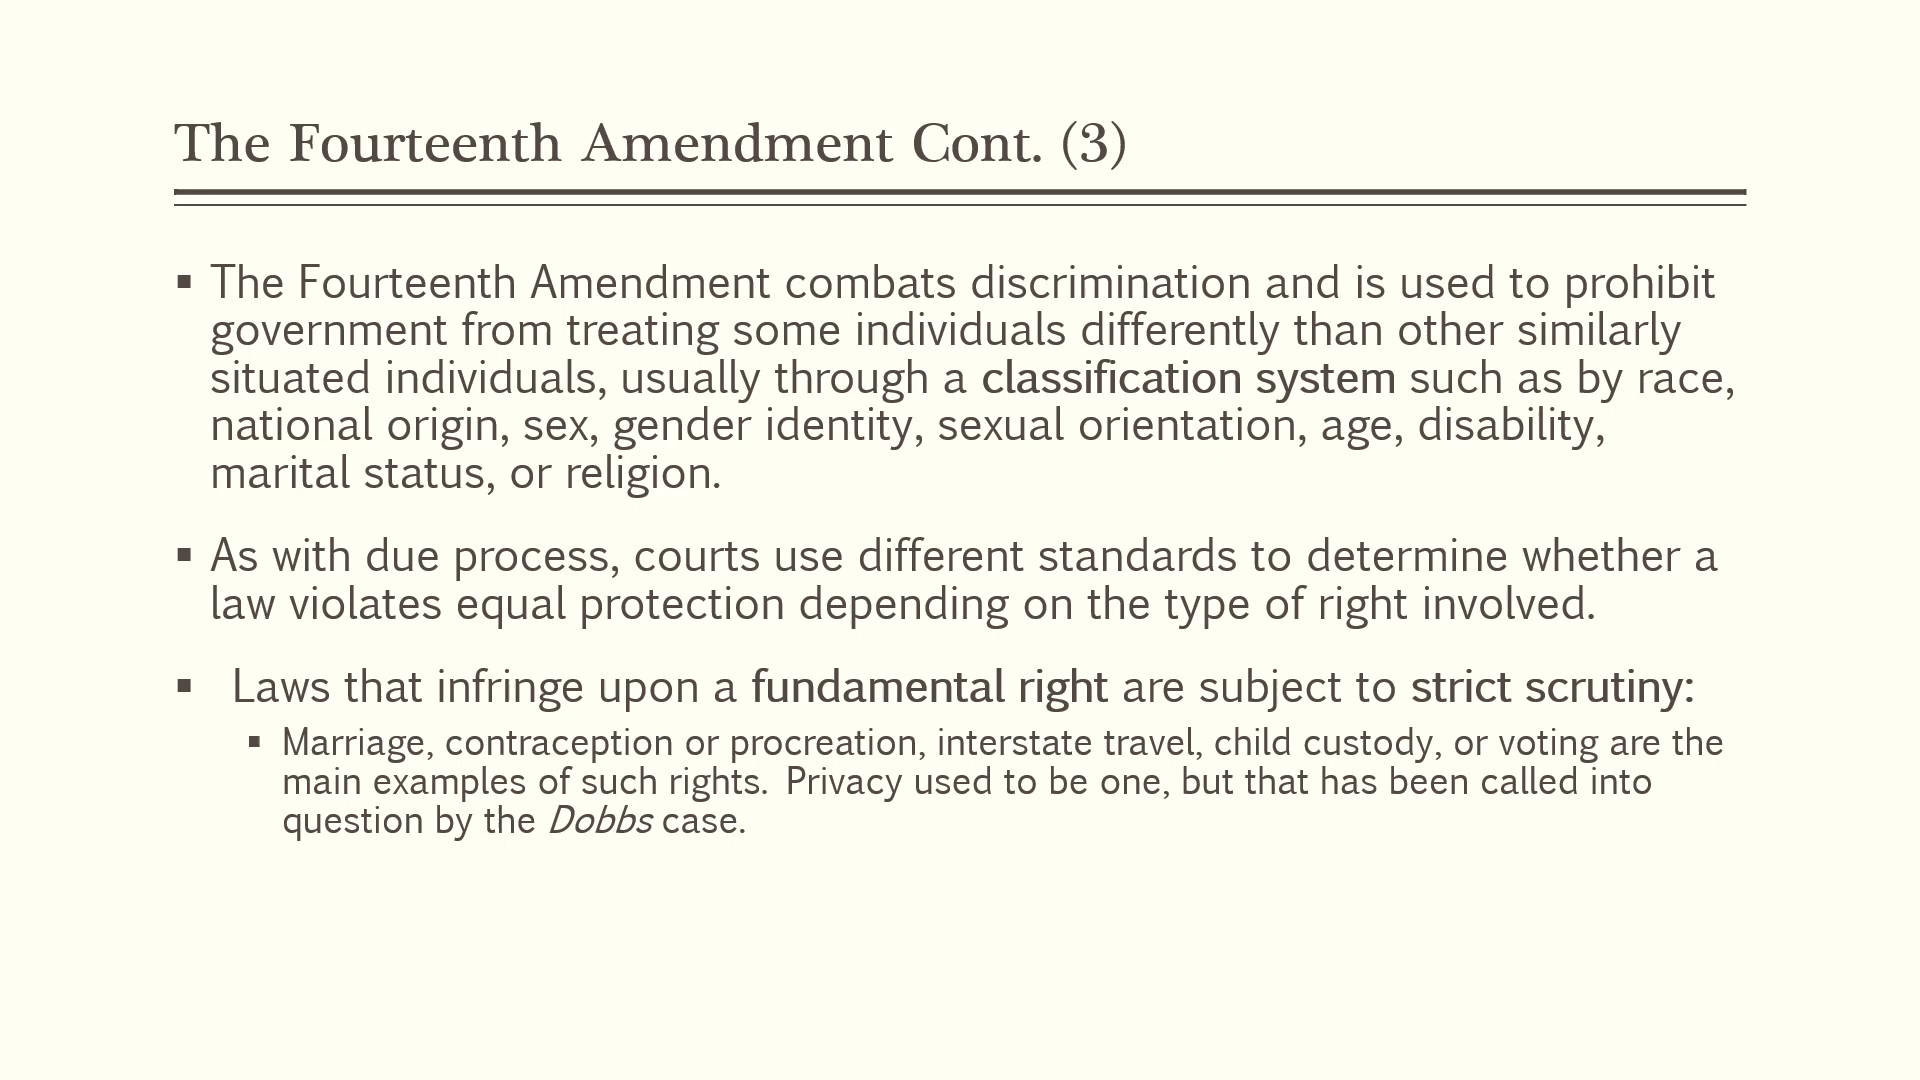 The Fourteenth Amendment Cont. (3)
▪ The Fourteenth Amendment combats discrimination and is used to prohibit
government from treating some individuals differently than other similarly
situated individuals, usually through a classification system such as by race,
national origin, sex, gender identity, sexual orientation, age, disability,
marital status, or religion.
▪ As with due process, courts use different standards to determine whether a
law violates equal protection depending on the type of right involved.
▪ Laws that infringe upon a fundamental right are subject to strict scrutiny:
▪ Marriage, contraception or procreation, interstate travel, child custody, or voting are the
main examples of such rights.  Privacy used to be one, but that has been called into
question by the Dobbs case.